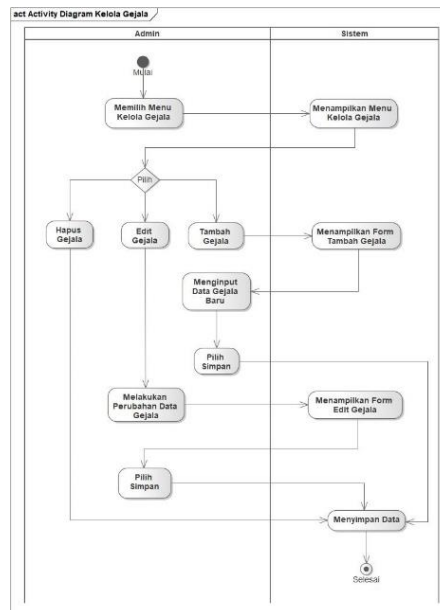 act Activity Diagram Kelola Gejala
Admin
Sistem
Mulai
Memilih Menu
Kelola Gejala
Menampilkan Menu
Kelola Gejala
Pilih
Hapus
Gejala
Edit
Gejala
Tambah
Gejala
Menampilkan Form
Tambah Gejala
Menginput
Data Gejala
Baru
Pilih
Simpan
Melakukan
Perubahan Data
Gejala
Menampilkan Form
Edit Gejala
Pilih
Simpan
Menyimpan Data
Selesai